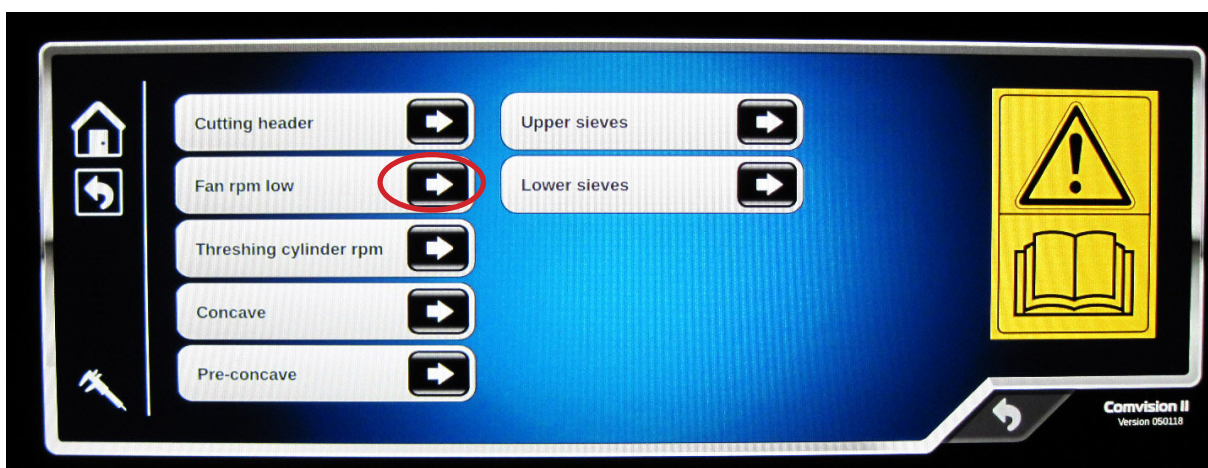 Cutting header
Fan rpm low
Threshing cylinder rpm
Concave
Pre-concave
Upper sieves
Lower sieves
Comvision II
Version 050118